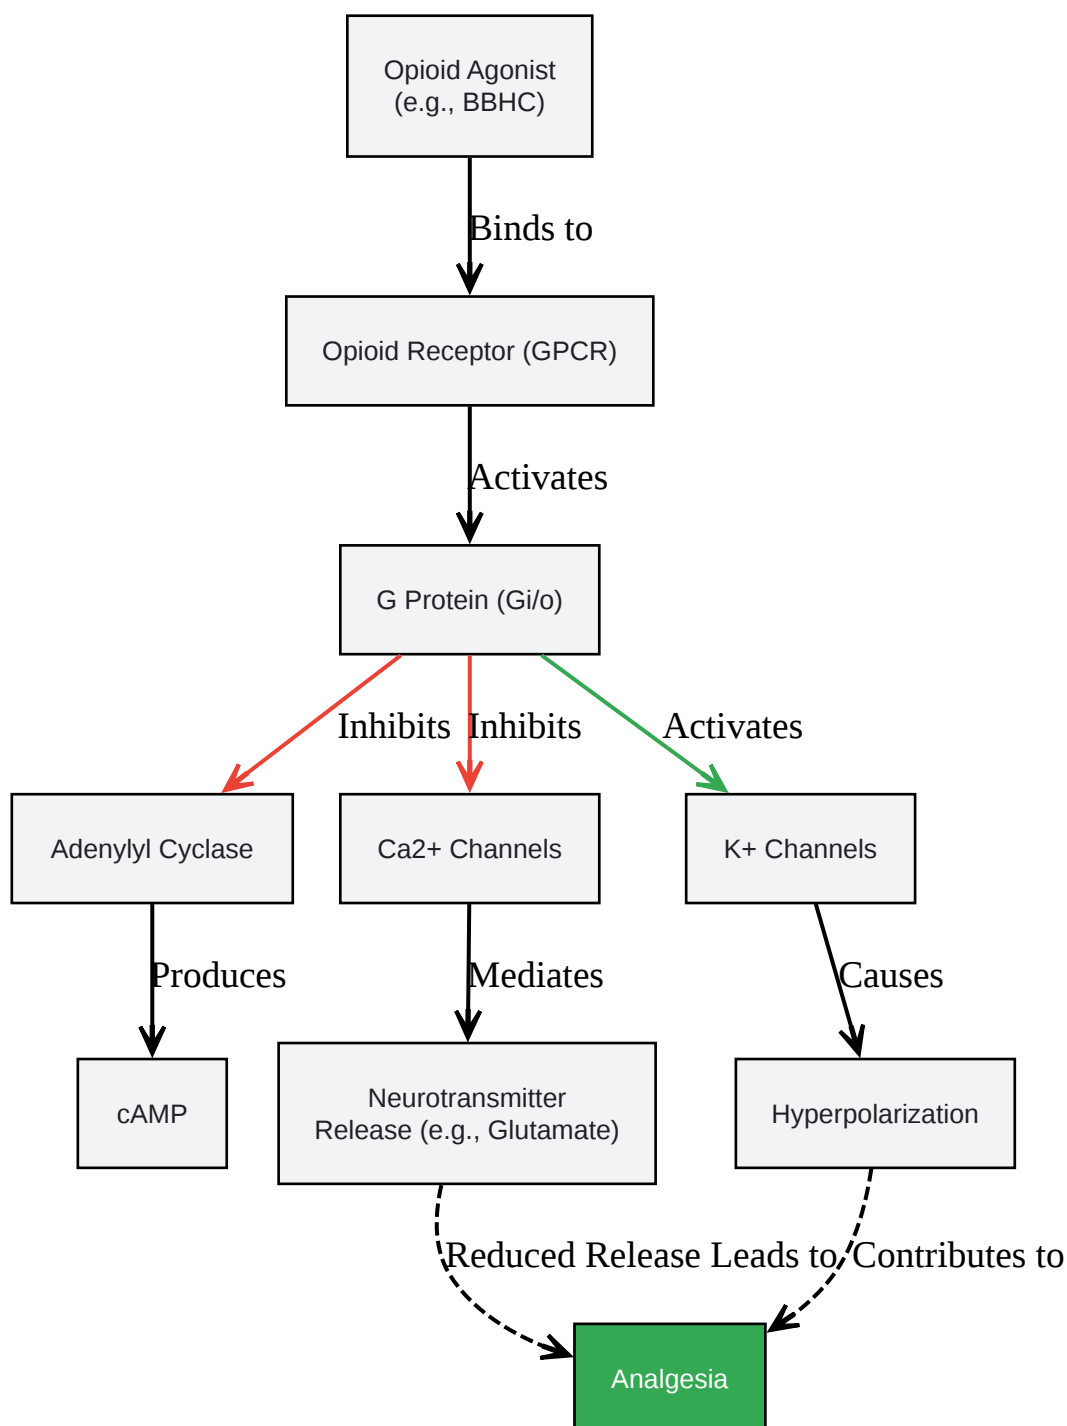 Opioid Agonist
(e.g., BBHC)
Binds to
Opioid Receptor (GPCR)
Activates
G Protein (Gi/o)
Inhibits
Inhibits
Activates
Adenylyl Cyclase
Ca2+ Channels
K+ Channels
Produces
Mediates
Causes
cAMP
Neurotransmitter
Release (e.g., Glutamate)
Hyperpolarization
Reduced Release Leads to
Contributes to
Analgesia